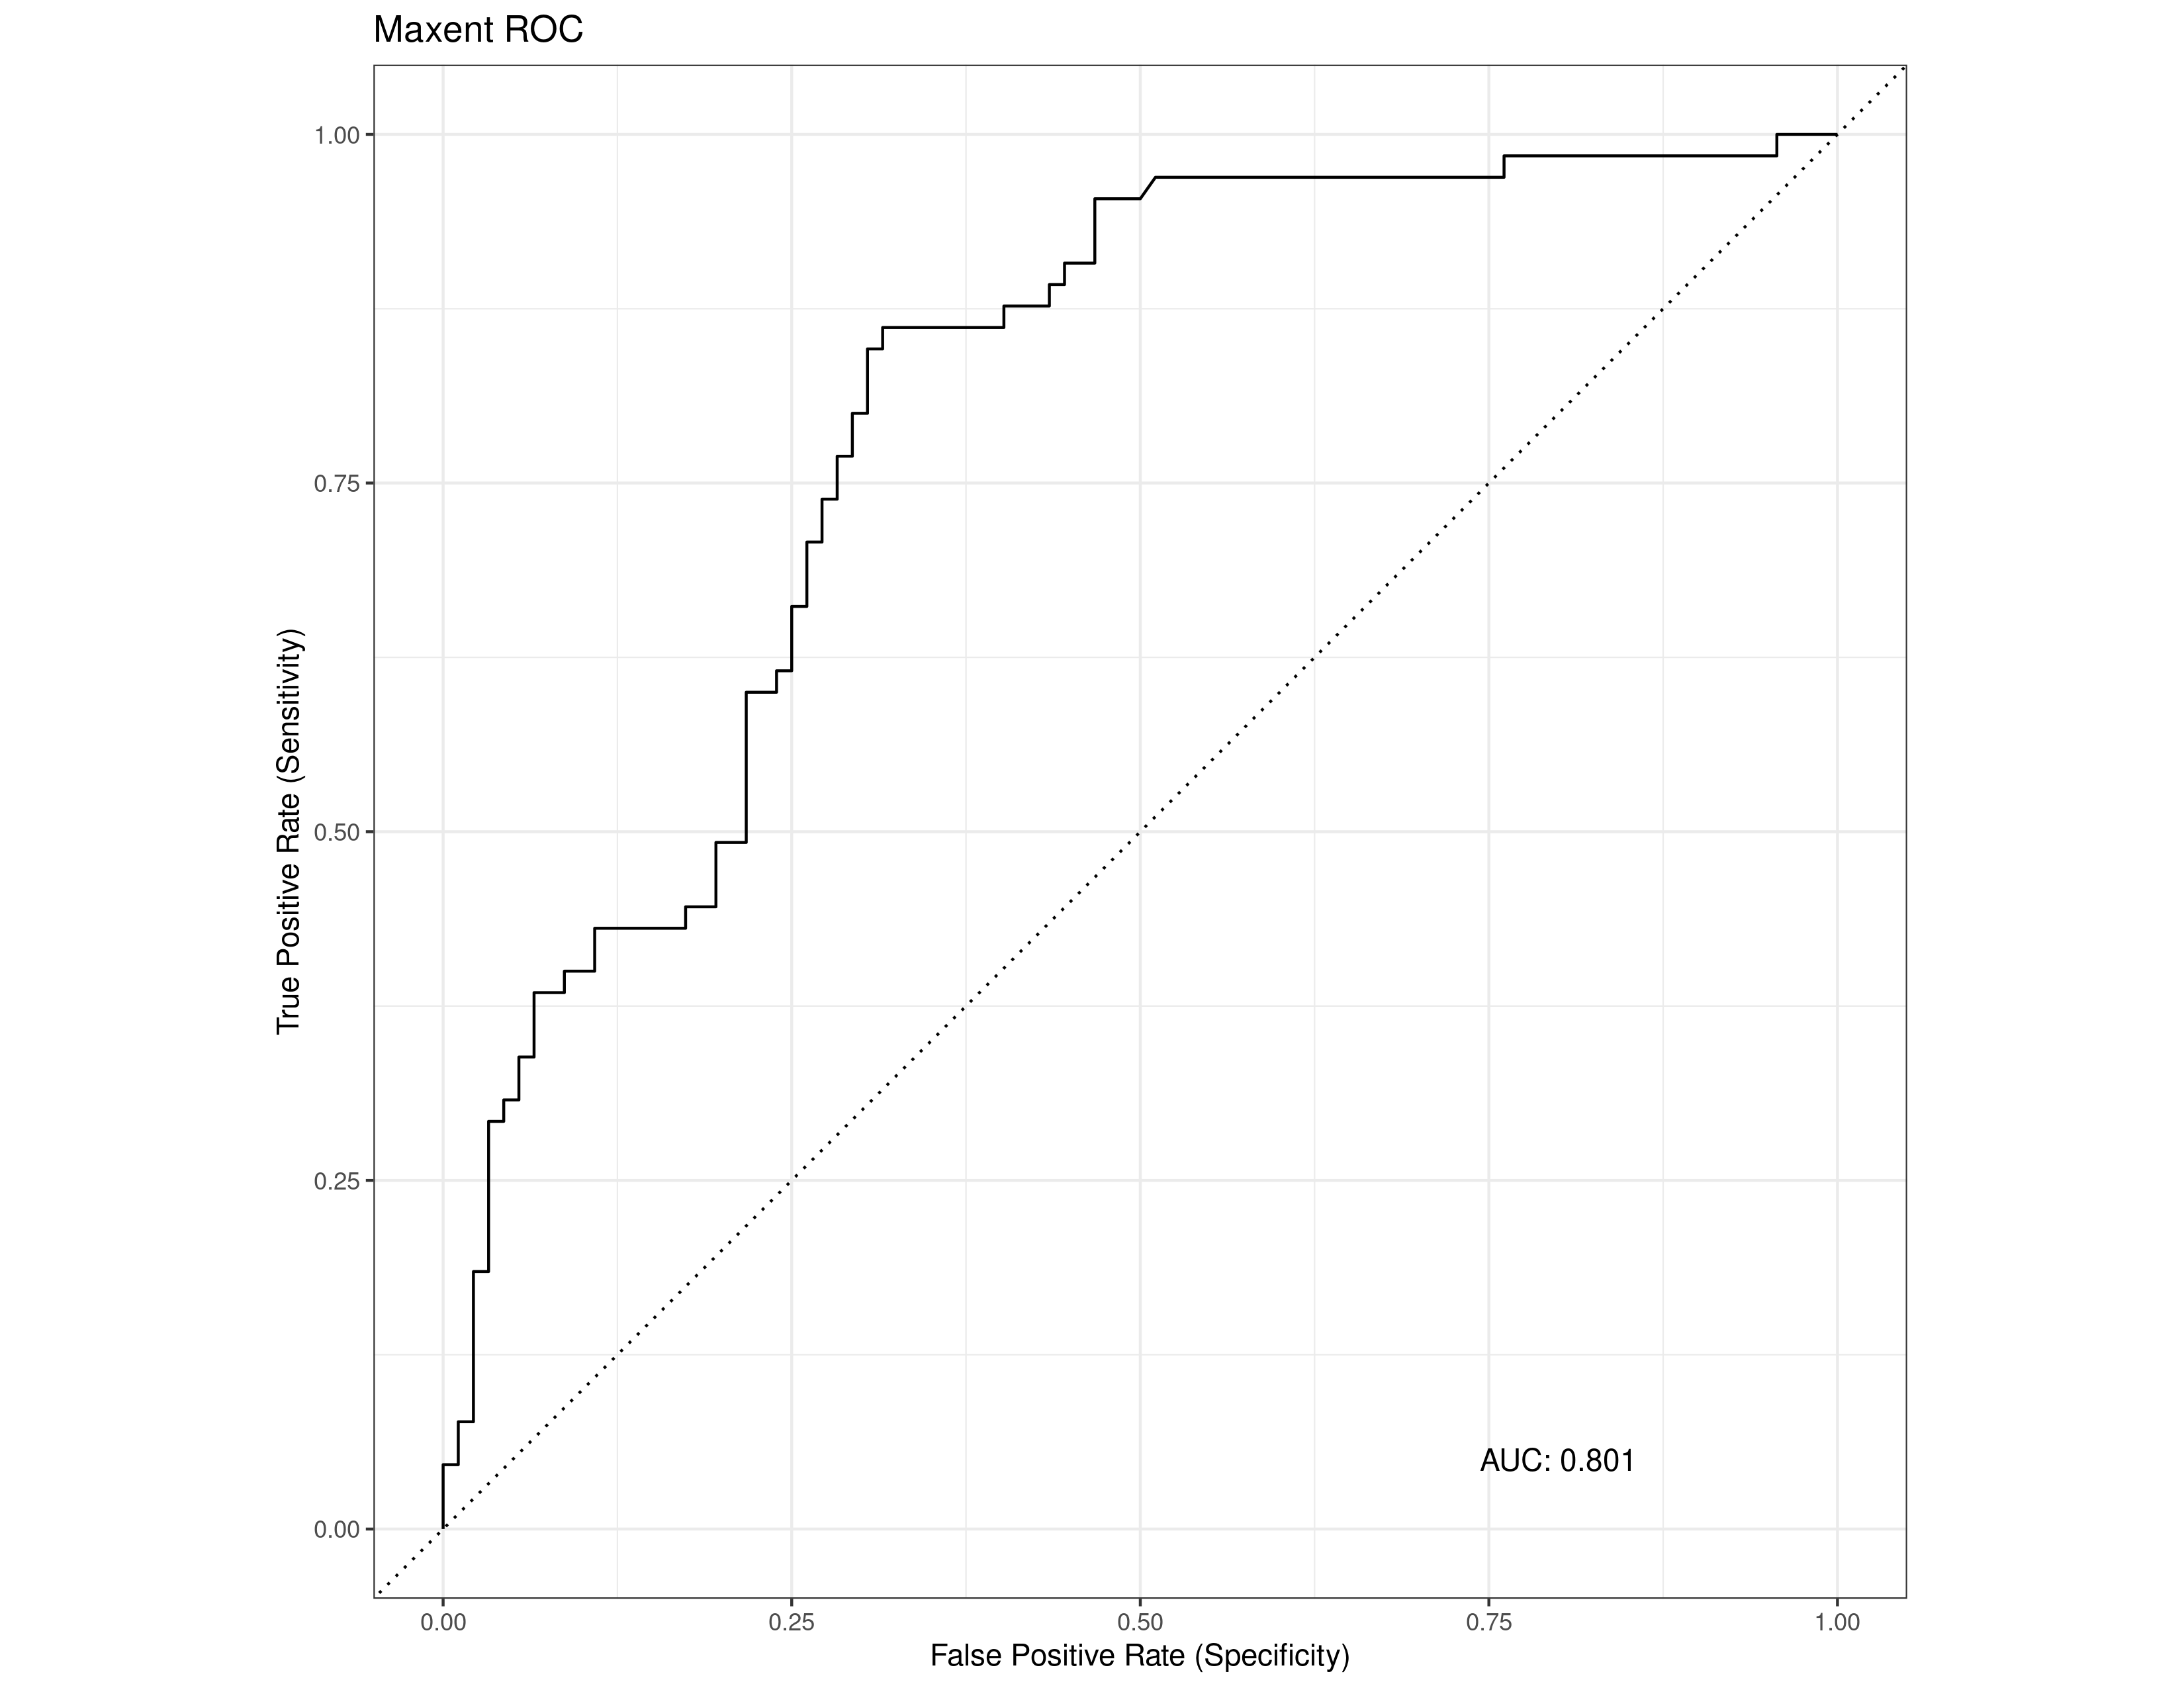 Maxent ROC
1.00
0.75
0.50
0.25
0.00
True Positive Rate (Sensitivity)
AUC: 0.801
0.00 0.25 0.50 0.75 1.00
False Positive Rate (Specificity)